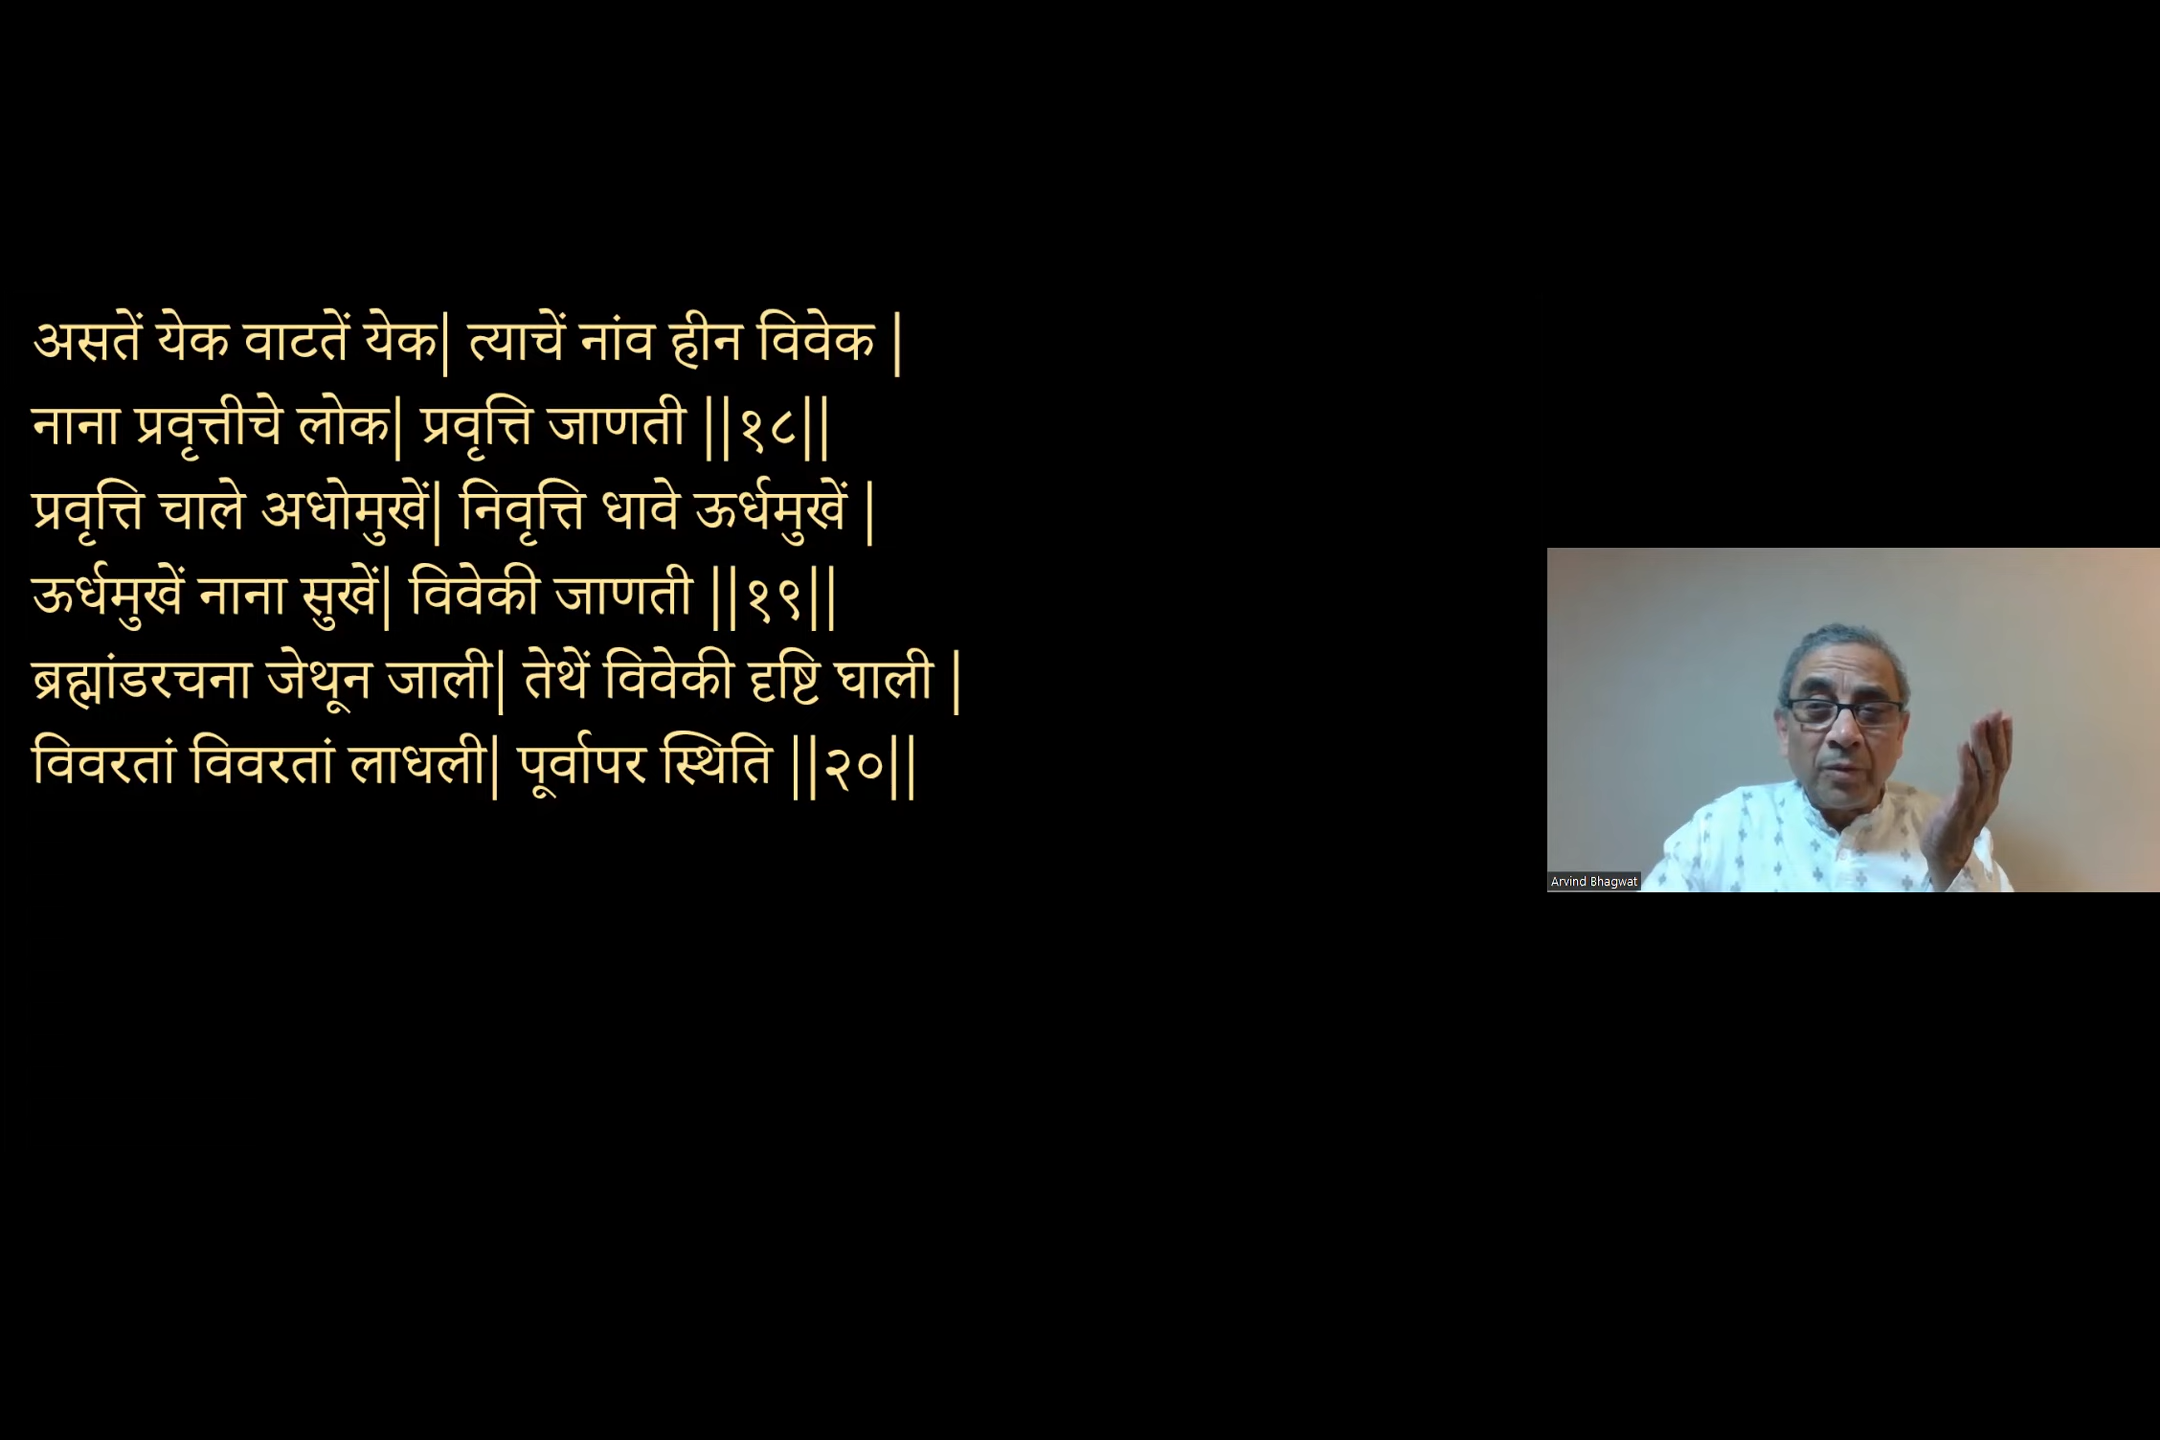 असतें येक वाटतें येक| त्याचें नांव हीन विवेक |
नाना प्रवृत्तीचे लोक| प्रवृत्ति जाणती ||१८||
प्रवृत्ति चाले अधोमुखें| निवृत्ति धावे ऊर्धमुखें |
ऊर्धमुखें नाना सुखें| विवेकी जाणती ||१९||
ब्रह्मांडरचना जेथून जाली| तेथें विवेकी दृष्टि घाली |
विवरतां विवरतां लाधली| पूर्वापर स्थिति ||२०||
Arvind Bhagwat